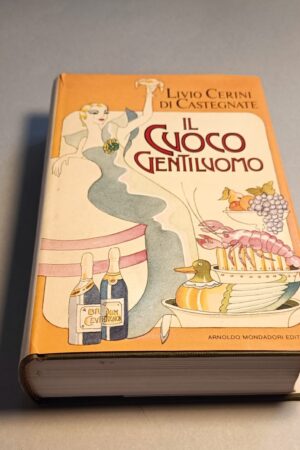 LIVIO CERINI
DI CASTEGNATE
IL
CUOCO
GENTILUOMO
ARNOLDO MONDADORI EDIT